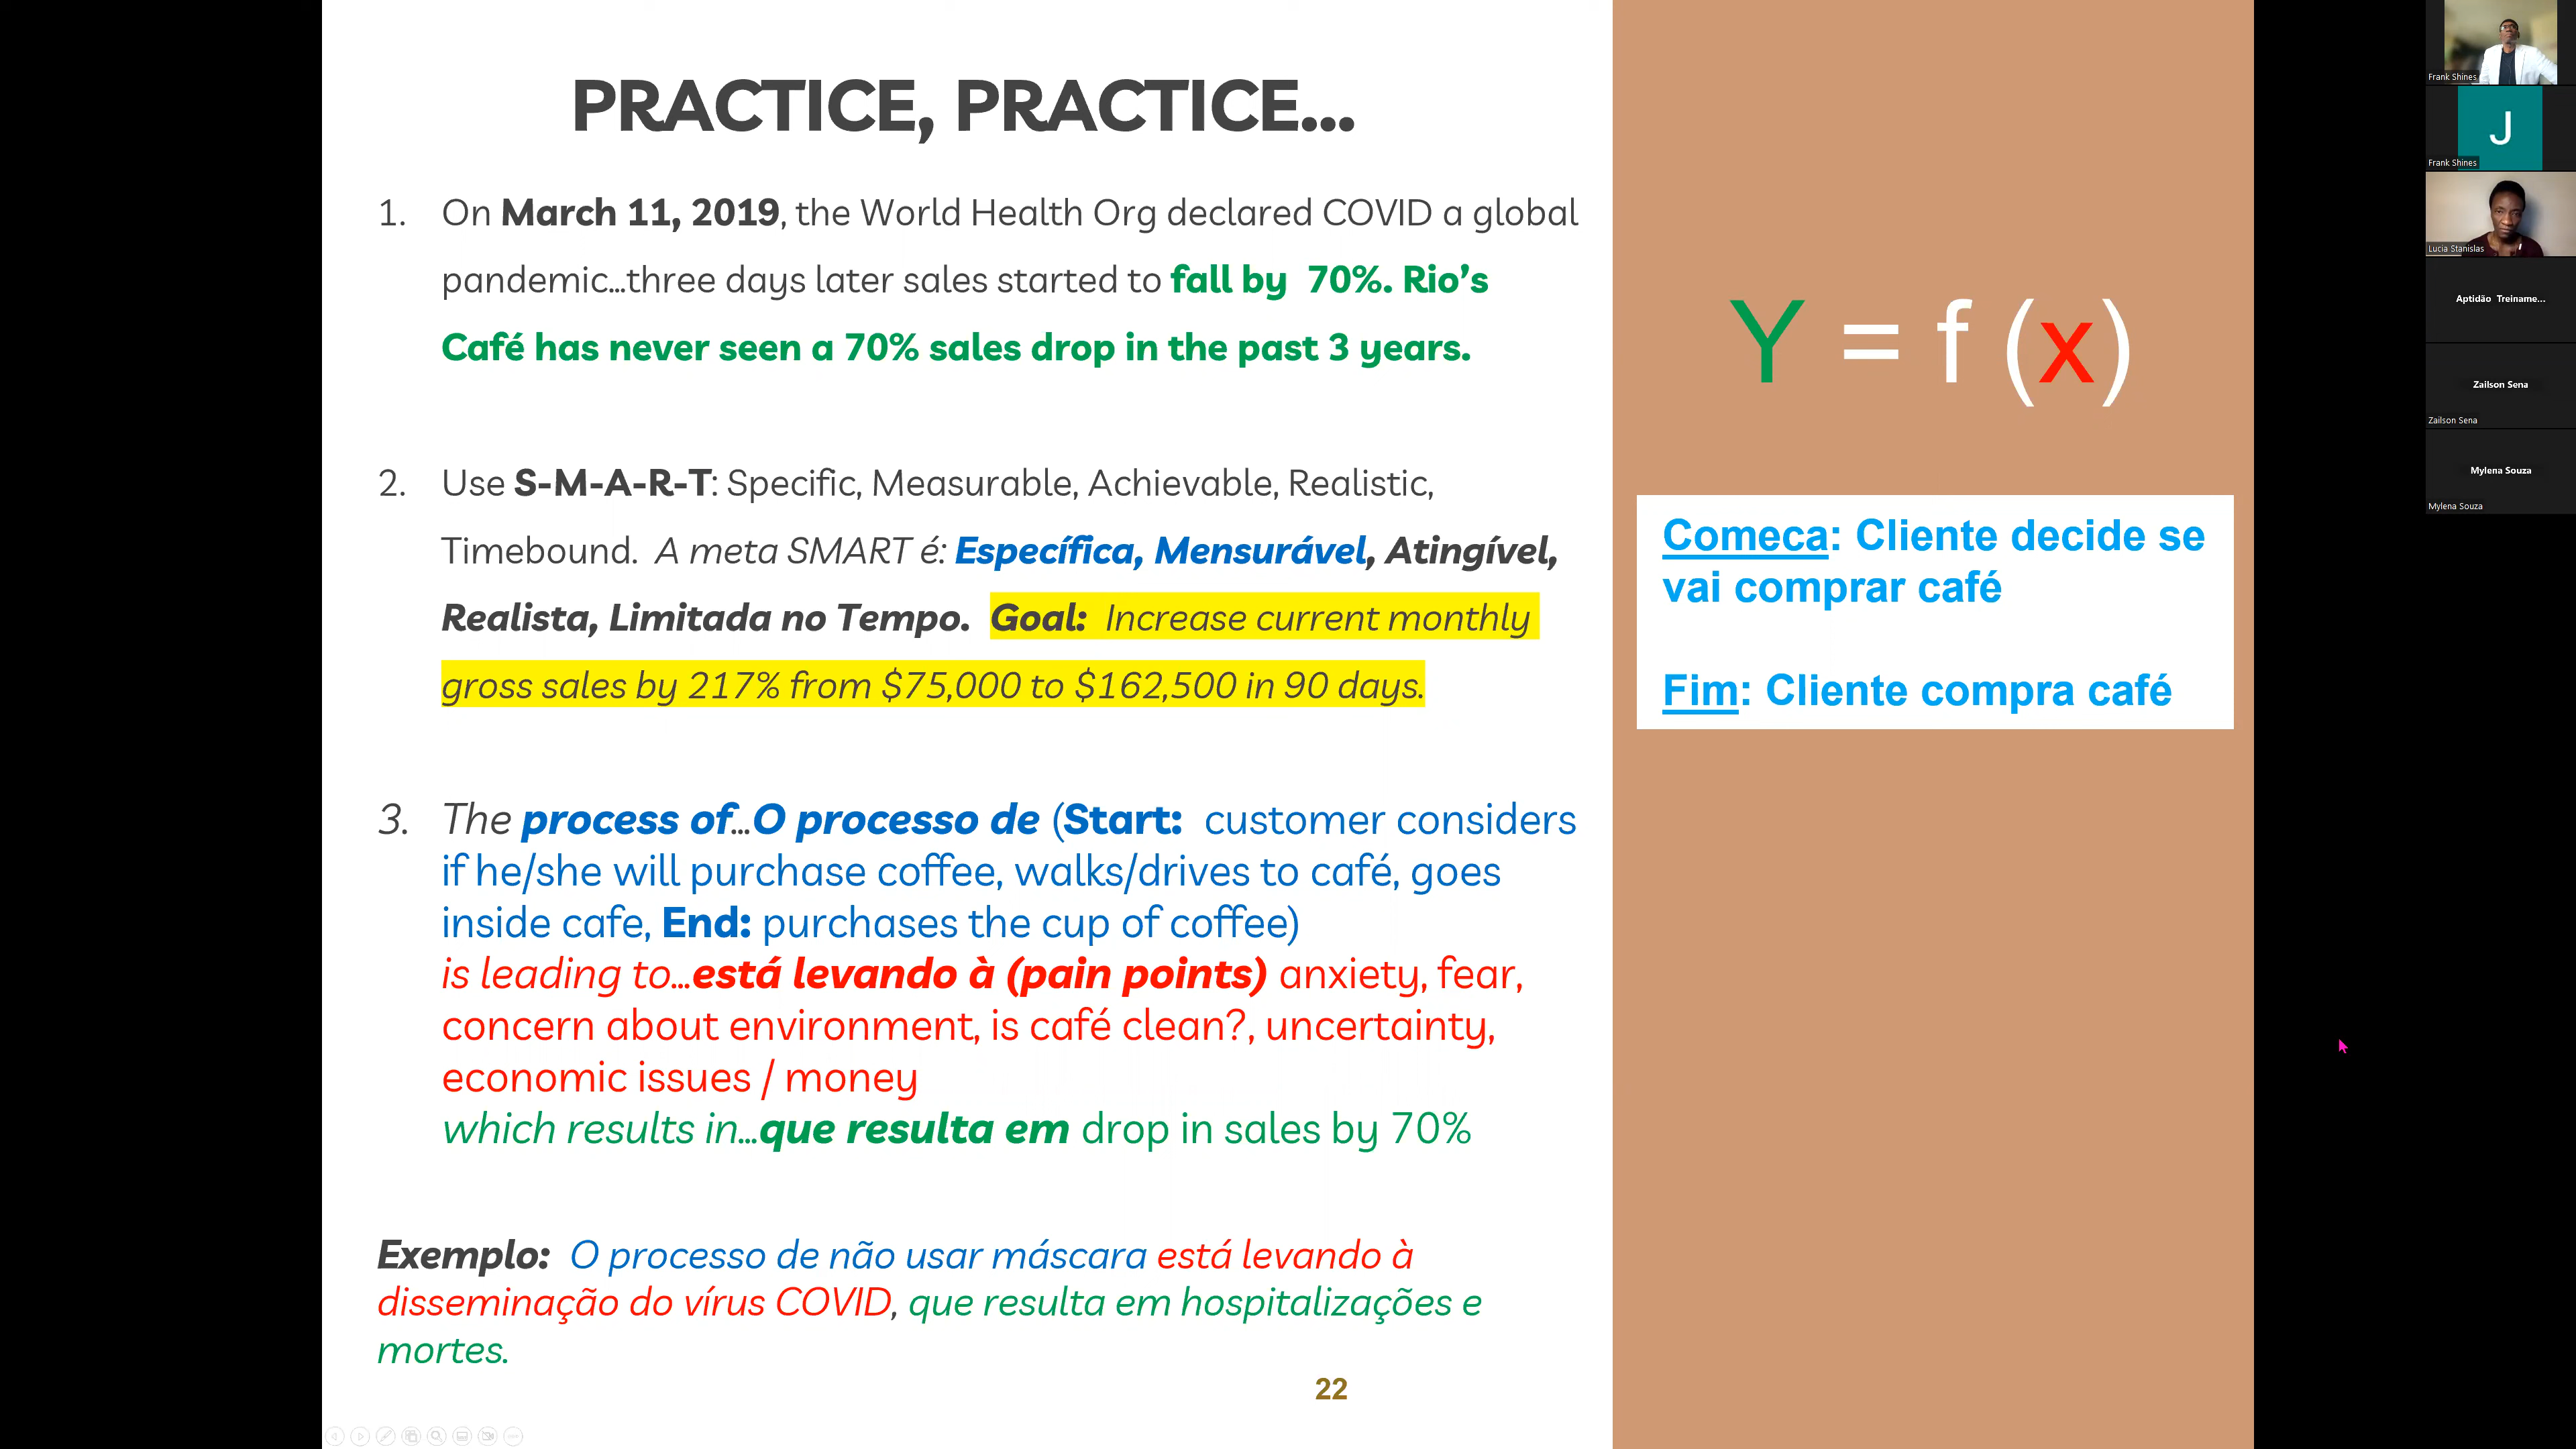 PRACTICE, PRACTICE...
1. On March 11, 2019, the World Health Org declared COVID a global
pandemic...three days later sales started to fall by 70%. Rio's
Café has never seen a 70% sales drop in the past 3 years.
2. Use S-M-A-R-T: Specific, Measurable, Achievable, Realistic,
Timebound. A meta SMART é: Específica, Mensurável, Atingível,
Realista, Limitada no Tempo. Goal: Increase current monthly
gross sales by 217% from $75,000 to $162,500 in 90 days.
3. The process of...O processo de (Start: customer considers
if he/she will purchase coffee, walks/drives to café, goes
inside cafe, End: purchases the cup of coffee)
is leading to...está levando à (pain points) anxiety, fear,
concern about environment, is café clean?, uncertainty,
economic issues / money
which results in...que resulta em drop in sales by 70%
Exemplo: O processo de não usar máscara está levando à
disseminação do vírus COVID, que resulta em hospitalizações e
mortes.
22
Y = f (x)
Comeca: Cliente decide se
vai comprar café
Fim: Cliente compra café
Frank Shines
J
Frank Shines
Lucia Stanislas
Aptidão Treiname...
Zailson Sena
Zailson Sena
Mylena Souza
Mylena Souza